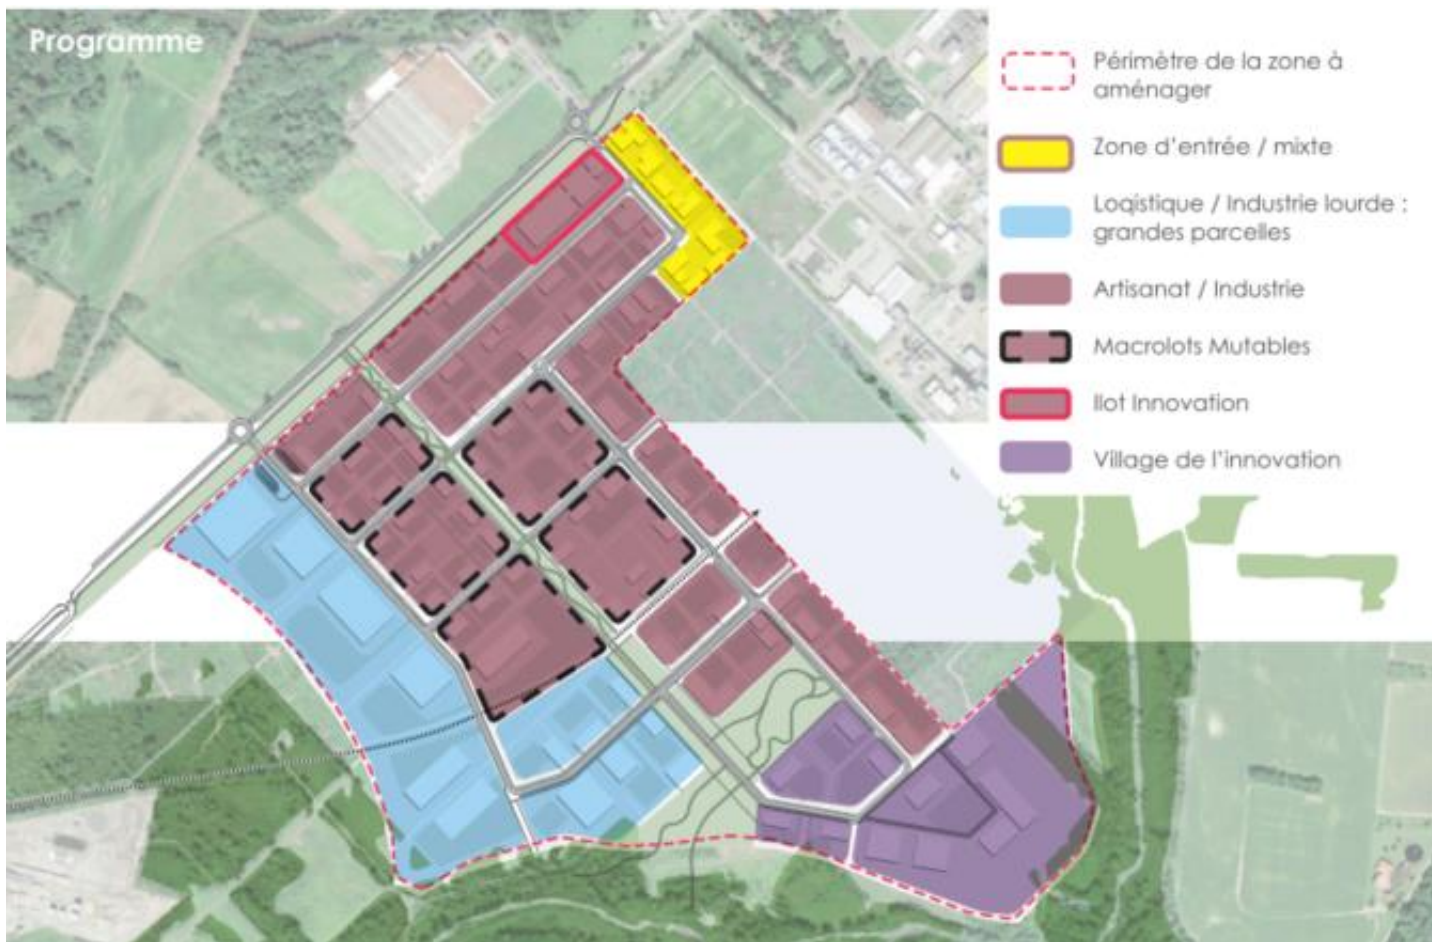 Programme
Périmètre de la zone à
aménager
Zone d'entrée / mixte
Logistique / Industrie lourde :
grandes parcelles
Artisanat / Industrie
Macrolots Mutables
Ilot Innovation
Village de l'innovation